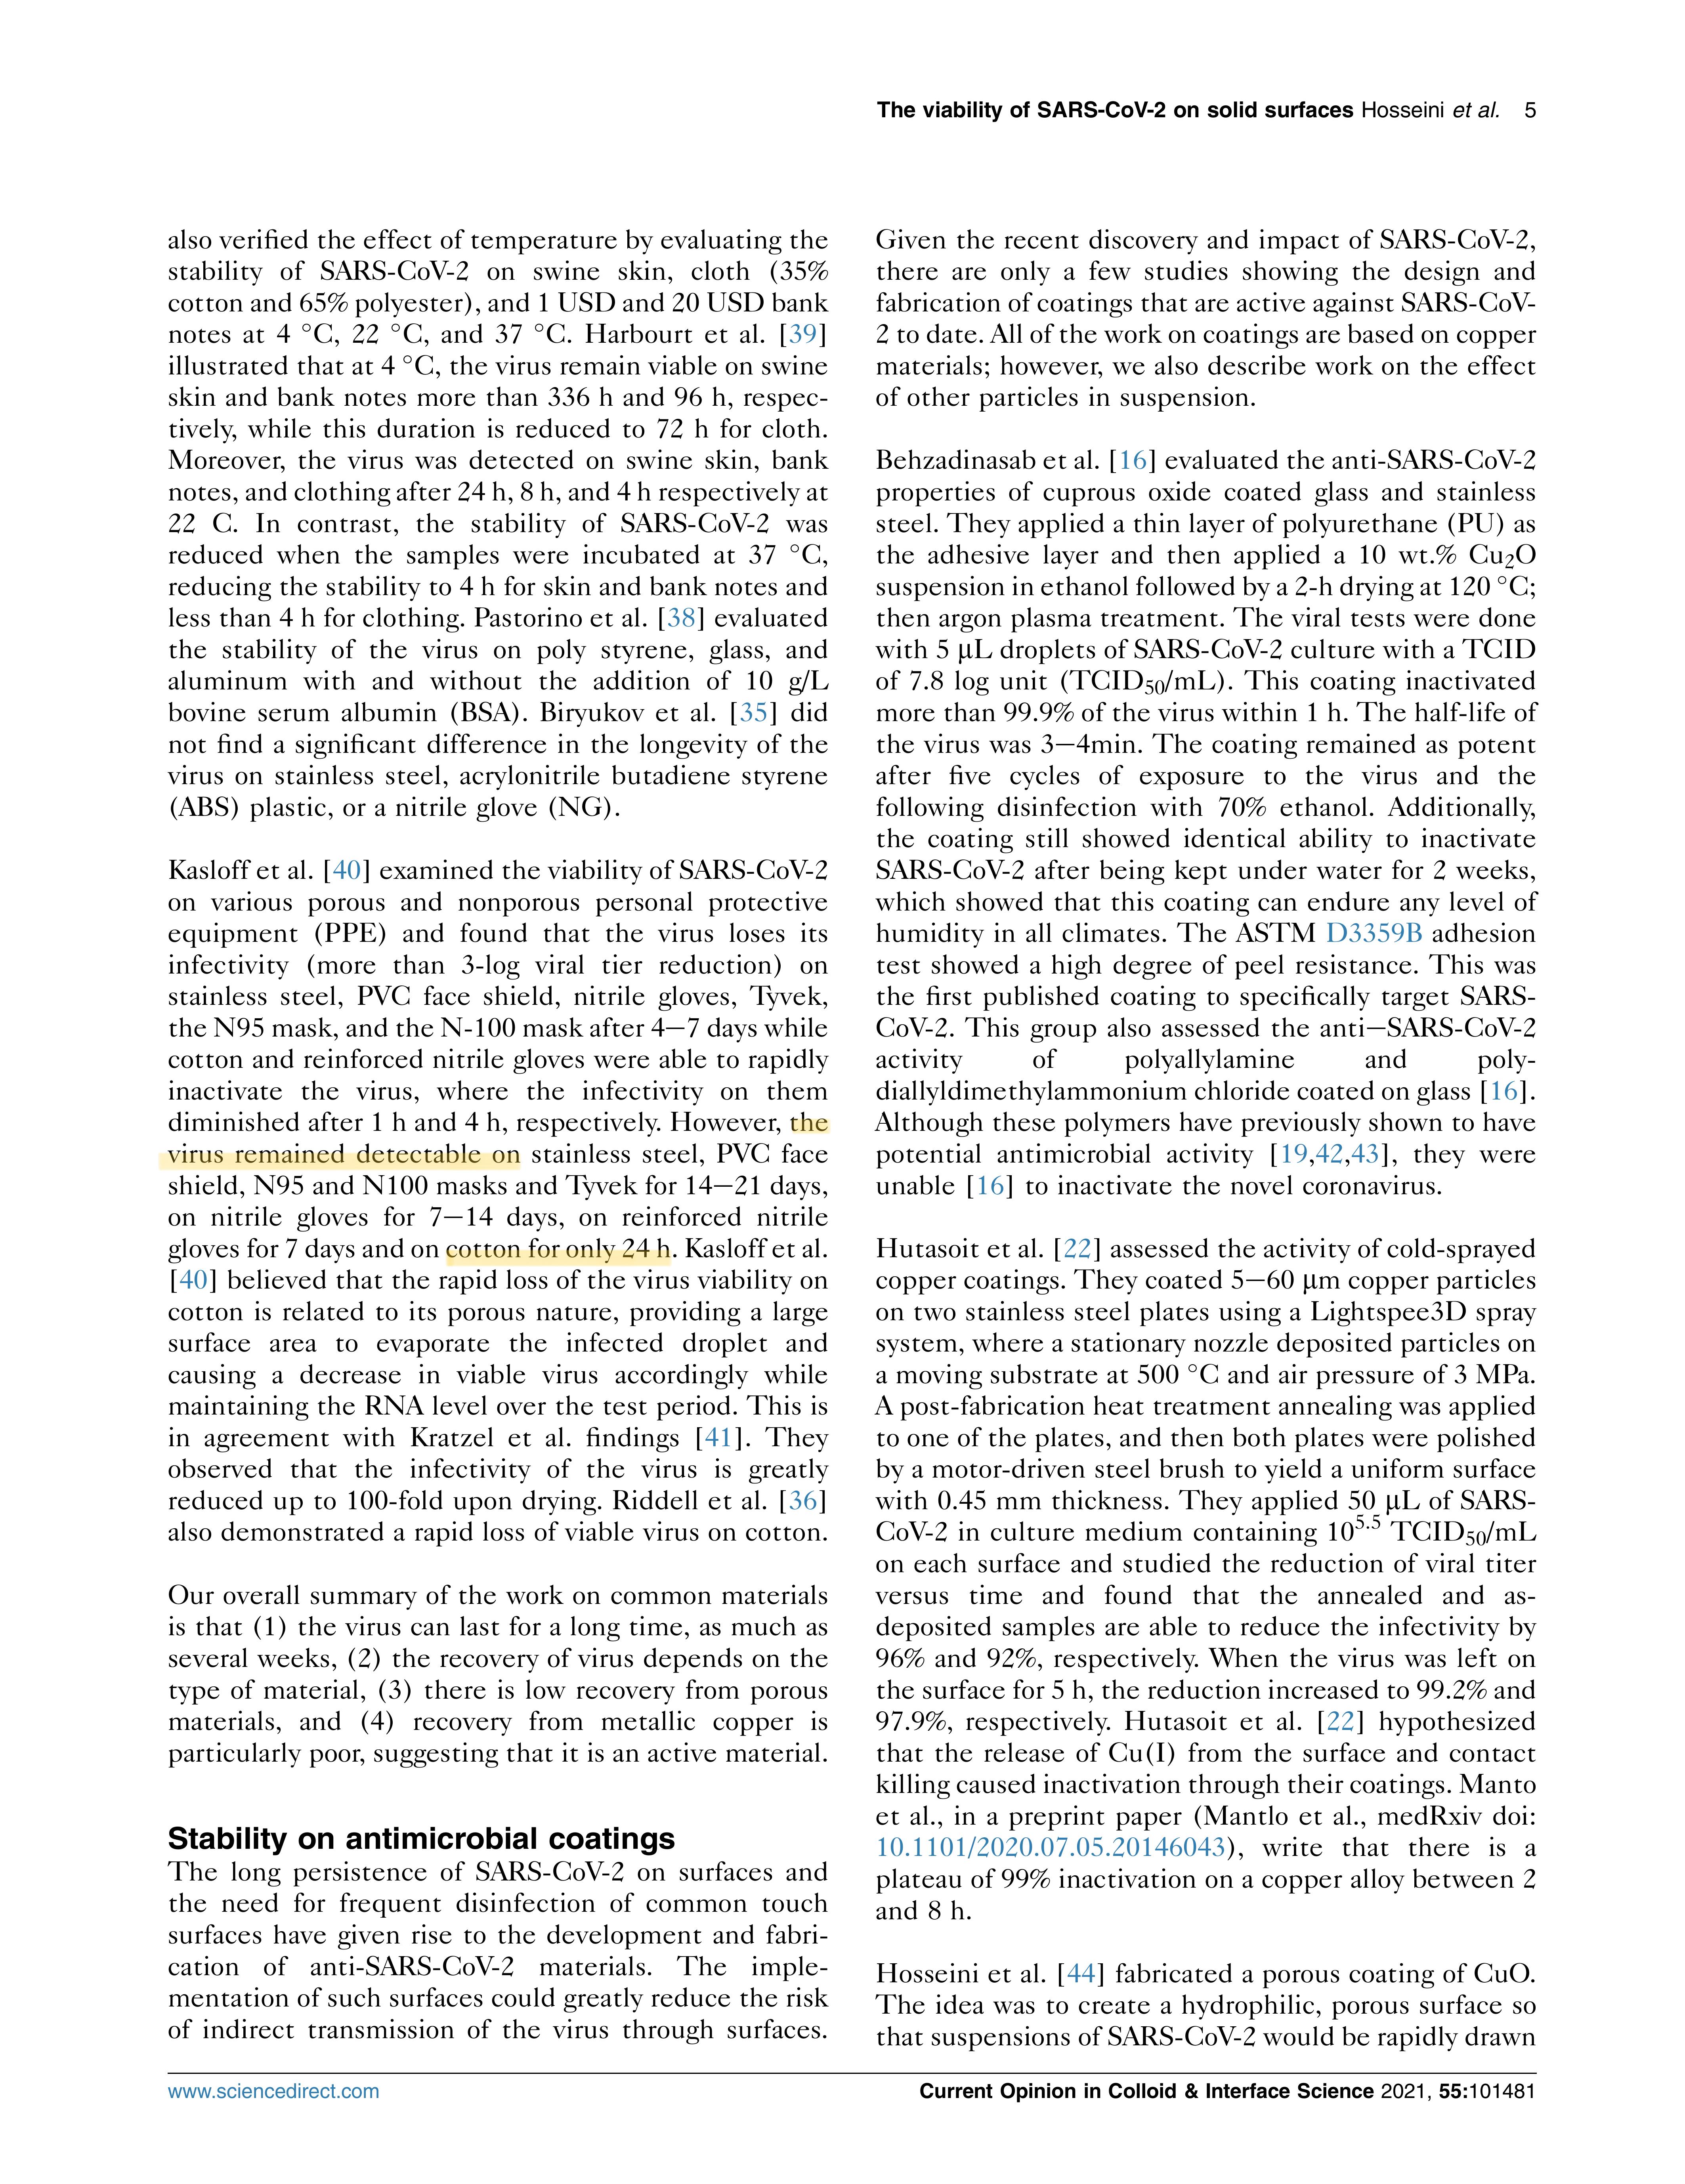 The viability of SARS-CoV-2 on solid surfaces Hosseini et al. 5
also verified the effect of temperature by evaluating the
stability of SARS-CoV-2 on swine skin, cloth (35%
cotton and 65% polyester), and 1 USD and 20 USD bank
notes at 4 °C, 22 °C, and 37 °C. Harbourt et al. [39]
illustrated that at 4 °C, the virus remain viable on swine
skin and bank notes more than 336 h and 96 h, respec-
tively, while this duration is reduced to 72 h for cloth.
Moreover, the virus was detected on swine skin, bank
notes, and clothing after 24 h, 8 h, and 4 h respectively at
22 C. In contrast, the stability of SARS-CoV-2 was
reduced when the samples were incubated at 37 °C,
reducing the stability to 4 h for skin and bank notes and
less than 4 h for clothing. Pastorino et al. [38] evaluated
the stability of the virus on poly styrene, glass, and
aluminum with and without the addition of 10 g/L
bovine serum albumin (BSA). Biryukov et al. [35] did
not find a significant difference in the longevity of the
virus on stainless steel, acrylonitrile butadiene styrene
(ABS) plastic, or a nitrile glove (NG).
Kasloff et al. [40] examined the viability of SARS-CoV-2
on various porous and nonporous personal protective
equipment (PPE) and found that the virus loses its
infectivity (more than 3-log viral tier reduction) on
stainless steel, PVC face shield, nitrile gloves, Tyvek,
the N95 mask, and the N-100 mask after 4–7 days while
cotton and reinforced nitrile gloves were able to rapidly
inactivate the virus, where the infectivity on them
diminished after 1 h and 4 h, respectively. However, the
virus remained detectable on stainless steel, PVC face
shield, N95 and N100 masks and Tyvek for 14–21 days,
on nitrile gloves for 7–14 days, on reinforced nitrile
gloves for 7 days and on cotton for only 24 h. Kasloff et al.
[40] believed that the rapid loss of the virus viability on
cotton is related to its porous nature, providing a large
surface area to evaporate the infected droplet and
causing a decrease in viable virus accordingly while
maintaining the RNA level over the test period. This is
in agreement with Kratzel et al. findings [41]. They
observed that the infectivity of the virus is greatly
reduced up to 100-fold upon drying. Riddell et al. [36]
also demonstrated a rapid loss of viable virus on cotton.
Our overall summary of the work on common materials
is that (1) the virus can last for a long time, as much as
several weeks, (2) the recovery of virus depends on the
type of material, (3) there is low recovery from porous
materials, and (4) recovery from metallic copper is
particularly poor, suggesting that it is an active material.
Stability on antimicrobial coatings
The long persistence of SARS-CoV-2 on surfaces and
the need for frequent disinfection of common touch
surfaces have given rise to the development and fabri-
cation of anti-SARS-CoV-2 materials. The imple-
mentation of such surfaces could greatly reduce the risk
of indirect transmission of the virus through surfaces.
Given the recent discovery and impact of SARS-CoV-2,
there are only a few studies showing the design and
fabrication of coatings that are active against SARS-CoV-
2 to date. All of the work on coatings are based on copper
materials; however, we also describe work on the effect
of other particles in suspension.
Behzadinasab et al. [16] evaluated the anti-SARS-CoV-2
properties of cuprous oxide coated glass and stainless
steel. They applied a thin layer of polyurethane (PU) as
the adhesive layer and then applied a 10 wt.% Cu₂O
suspension in ethanol followed by a 2-h drying at 120 °C;
then argon plasma treatment. The viral tests were done
with 5 μL droplets of SARS-CoV-2 culture with a TCID
of 7.8 log unit (TCID₅₀/mL). This coating inactivated
more than 99.9% of the virus within 1 h. The half-life of
the virus was 3–4min. The coating remained as potent
after five cycles of exposure to the virus and the
following disinfection with 70% ethanol. Additionally,
the coating still showed identical ability to inactivate
SARS-CoV-2 after being kept under water for 2 weeks,
which showed that this coating can endure any level of
humidity in all climates. The ASTM D3359B adhesion
test showed a high degree of peel resistance. This was
the first published coating to specifically target SARS-
CoV-2. This group also assessed the anti–SARS-CoV-2
activity of polyallylamine and poly-
diallyldimethylammonium chloride coated on glass [16].
Although these polymers have previously shown to have
potential antimicrobial activity [19,42,43], they were
unable [16] to inactivate the novel coronavirus.
Hutasoit et al. [22] assessed the activity of cold-sprayed
copper coatings. They coated 5–60 μm copper particles
on two stainless steel plates using a Lightspee3D spray
system, where a stationary nozzle deposited particles on
a moving substrate at 500 °C and air pressure of 3 MPa.
A post-fabrication heat treatment annealing was applied
to one of the plates, and then both plates were polished
by a motor-driven steel brush to yield a uniform surface
with 0.45 mm thickness. They applied 50 μL of SARS-
CoV-2 in culture medium containing 10⁵·⁵ TCID₅₀/mL
on each surface and studied the reduction of viral titer
versus time and found that the annealed and as-
deposited samples are able to reduce the infectivity by
96% and 92%, respectively. When the virus was left on
the surface for 5 h, the reduction increased to 99.2% and
97.9%, respectively. Hutasoit et al. [22] hypothesized
that the release of Cu(I) from the surface and contact
killing caused inactivation through their coatings. Manto
et al., in a preprint paper (Mantlo et al., medRxiv doi:
10.1101/2020.07.05.20146043), write that there is a
plateau of 99% inactivation on a copper alloy between 2
and 8 h.
Hosseini et al. [44] fabricated a porous coating of CuO.
The idea was to create a hydrophilic, porous surface so
that suspensions of SARS-CoV-2 would be rapidly drawn
www.sciencedirect.com
Current Opinion in Colloid & Interface Science 2021, 55:101481